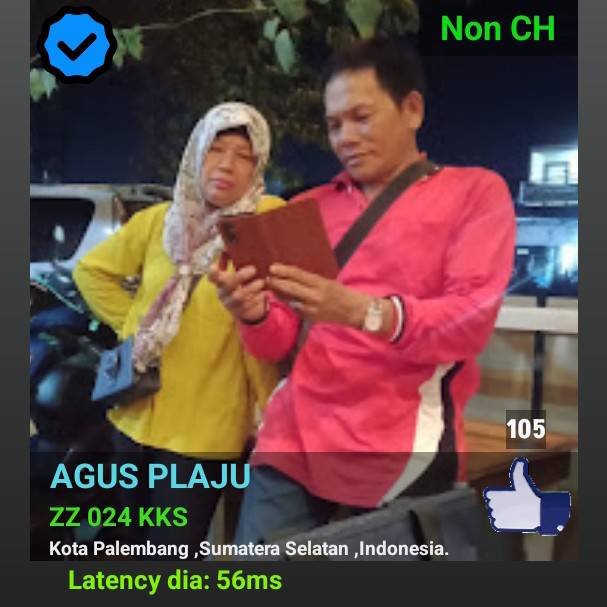 Non CH
105
AGUS PLAJU
ZZ 024 KKS
Kota Palembang ,Sumatera Selatan ,Indonesia.
Latency dia: 56ms